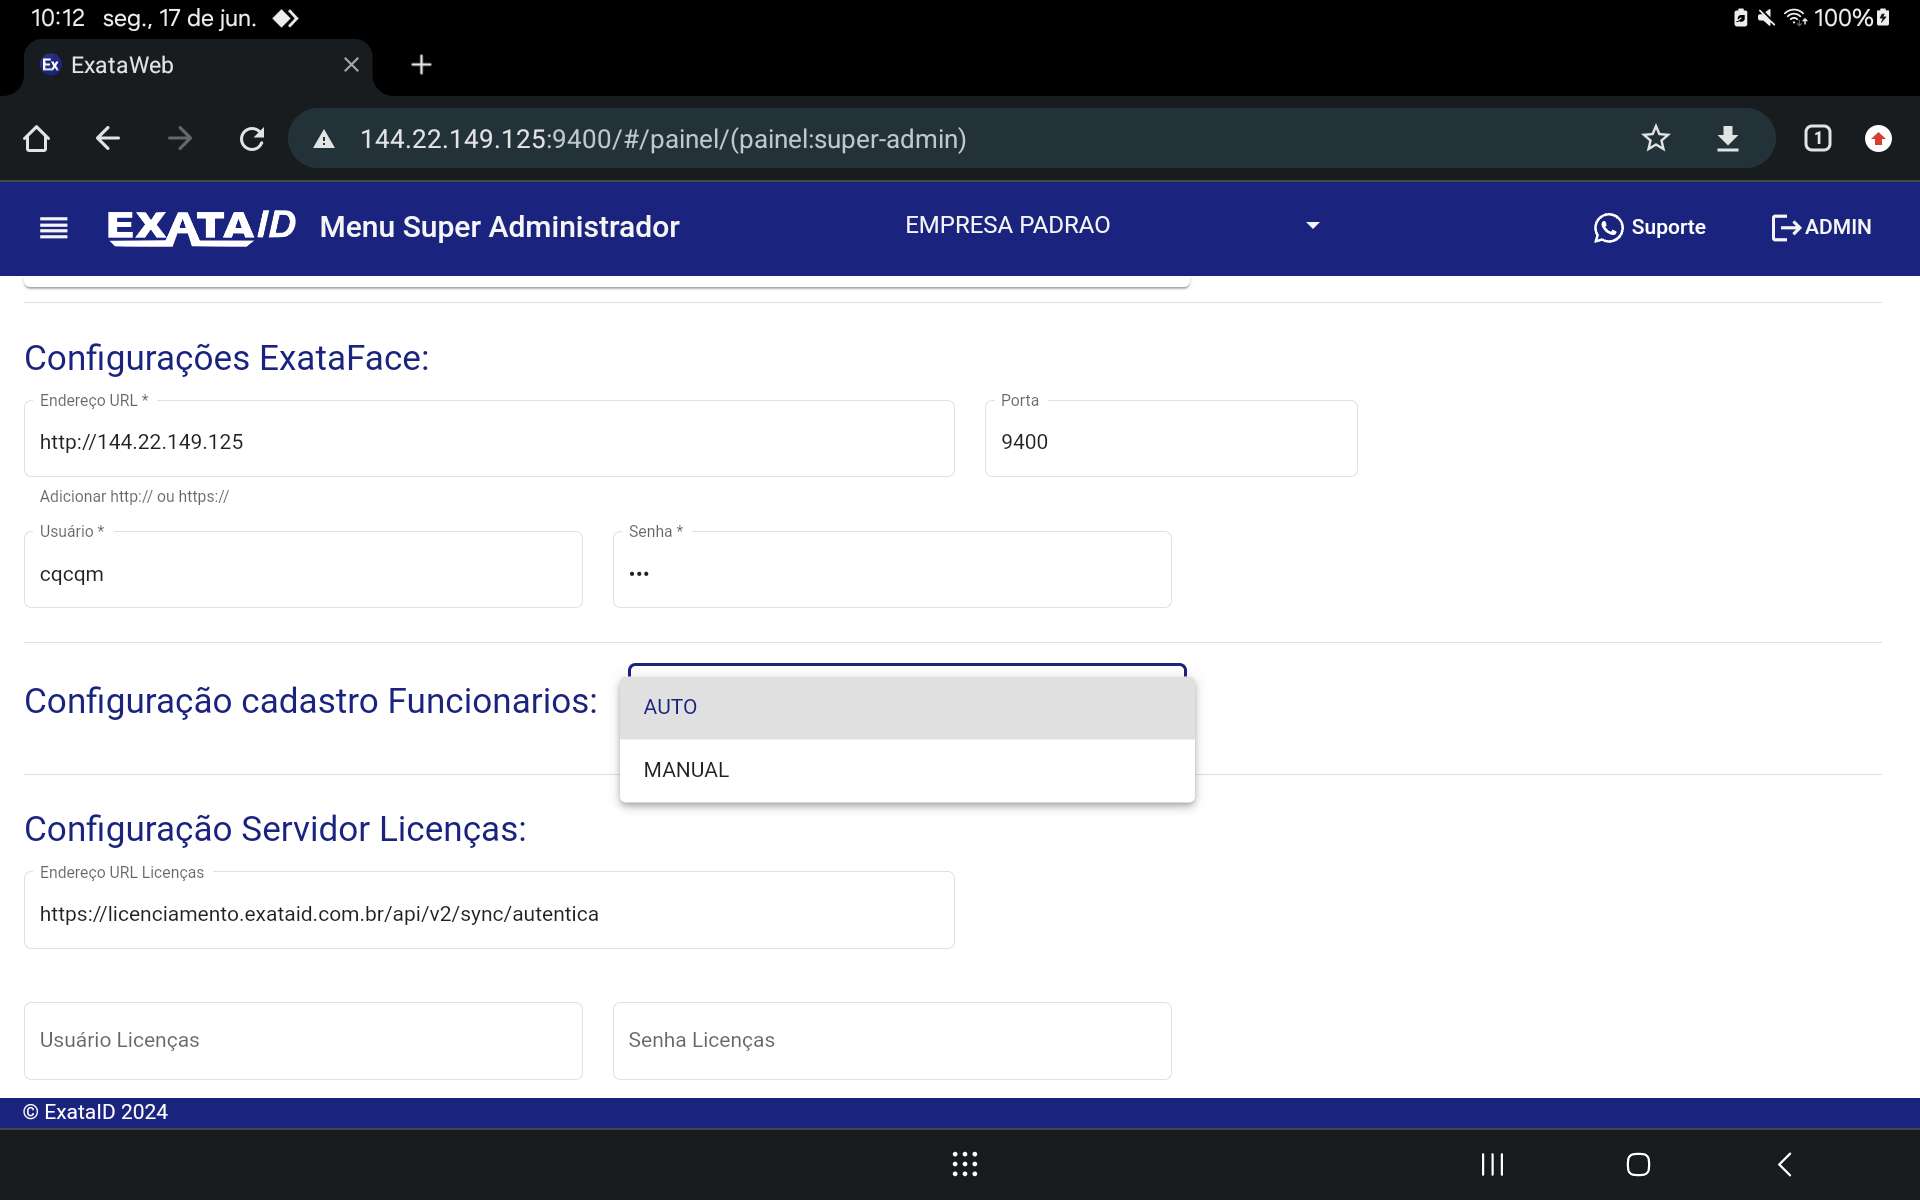 10:12 seg., 17 de jun. 100%
Ex ExataWeb
144.22.149.125:9400/#/painel/(painel:super-admin) 1
EXATAID Menu Super Administrador EMPRESA PADRAO Suporte ADMIN
Configurações ExataFace:
Endereço URL * Porta
http://144.22.149.125 9400
Adicionar http:// ou https://
Usuário * Senha *
cqcqm •••
Configuração cadastro Funcionarios:
AUTO
MANUAL
Configuração Servidor Licenças:
Endereço URL Licenças
https://licenciamento.exataid.com.br/api/v2/sync/autentica
Usuário Licenças Senha Licenças
© ExataID 2024